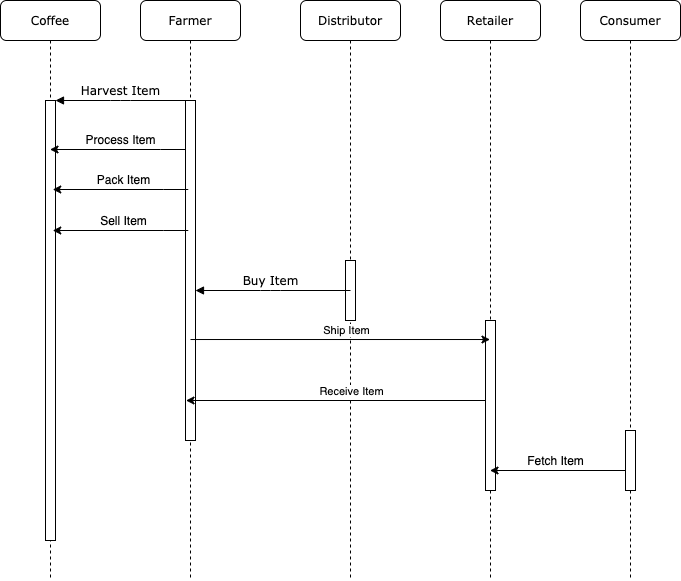 Coffee
Farmer
Distributor
Retailer
Consumer
Harvest Item
Process Item
Pack Item
Sell Item
Buy Item
Ship Item
Receive Item
Fetch Item